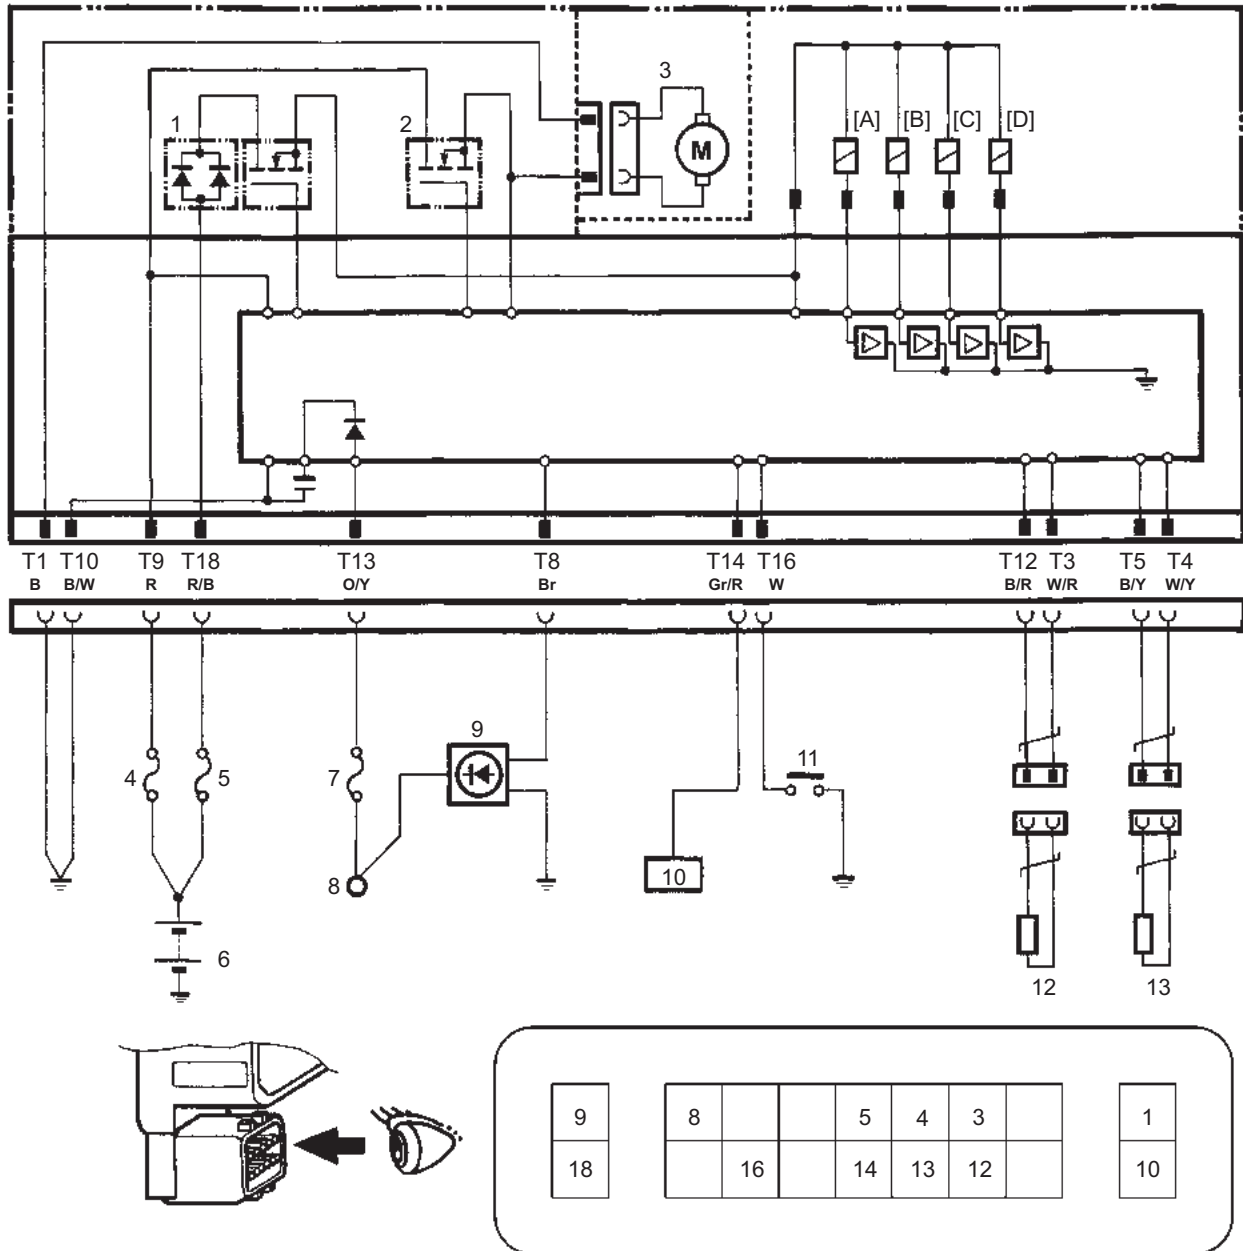 3
1
2
[A] [B] [C] [D]
M
T1 T10 T9 T18 T13 T8 T14 T16 T12 T3 T5 T4
B B/W R R/B O/Y Br Gr/R W B/R W/R B/Y W/Y
9
4 5 7 11
8 10
6 12 13
9 8 5 4 3 1
18 16 14 13 12 10